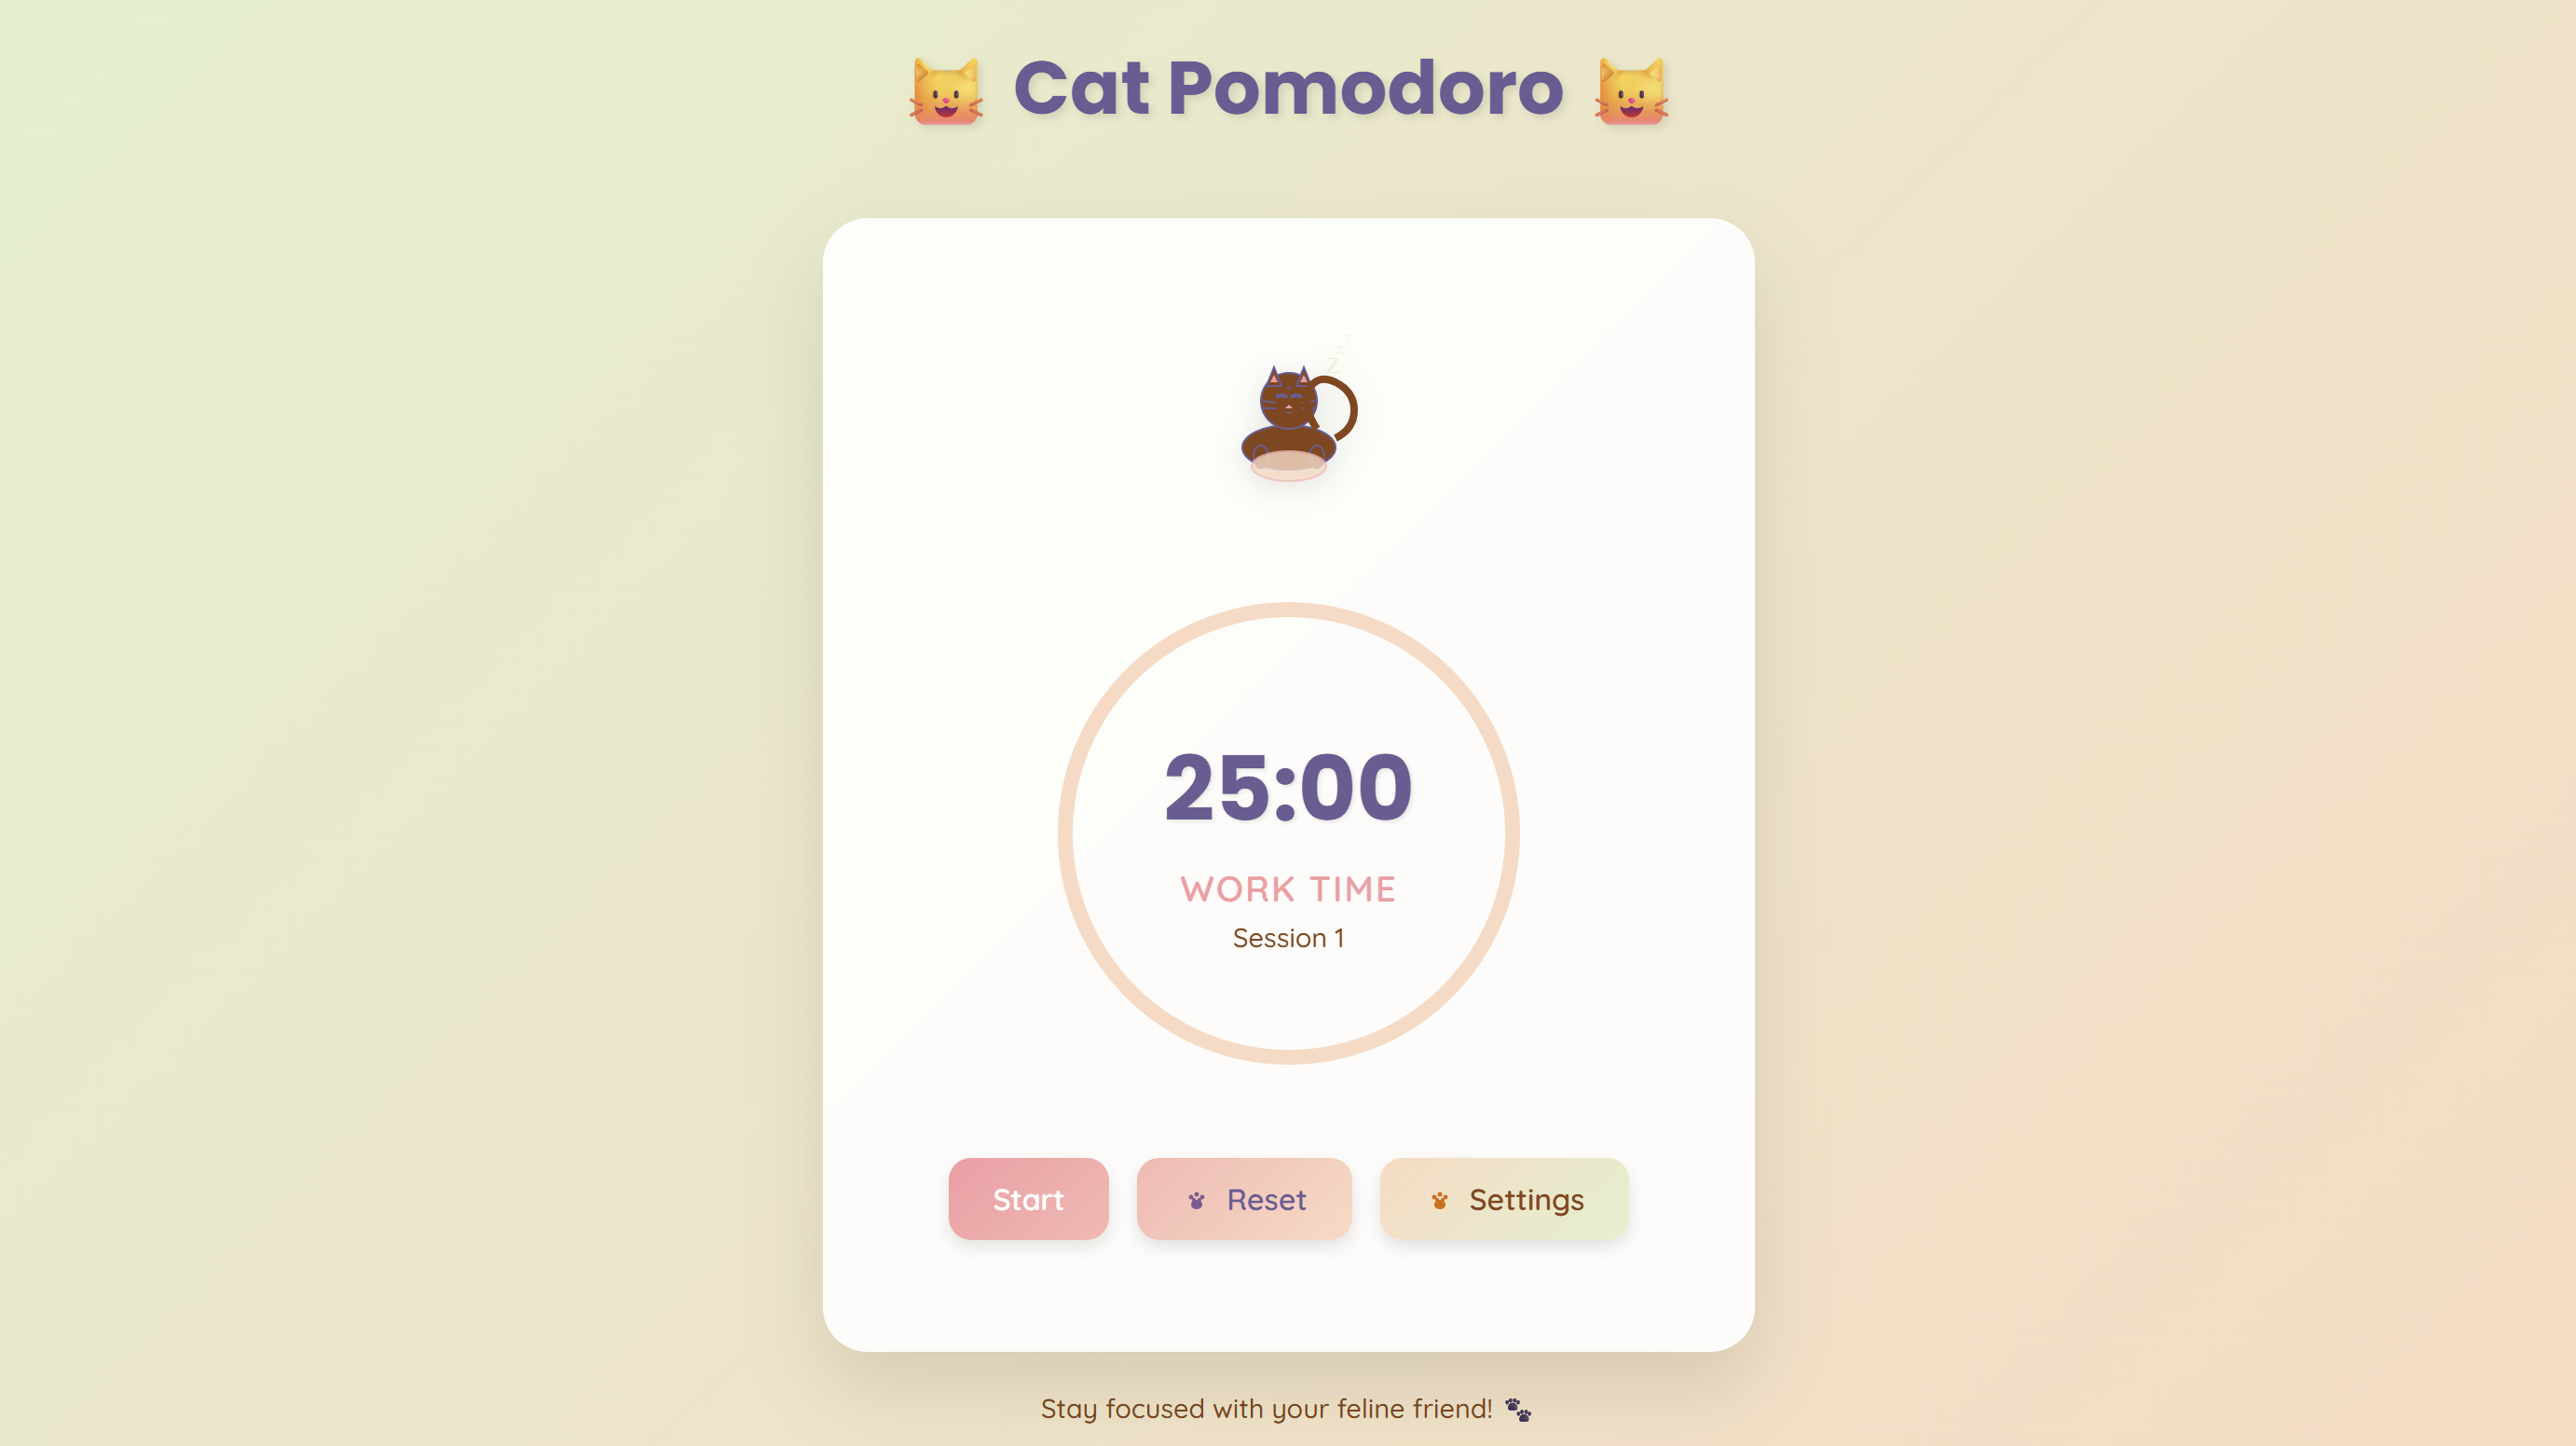 Cat Pomodoro
z
z
Z
25:00
WORK TIME
Session 1
Start
Reset
Settings
Stay focused with your feline friend!